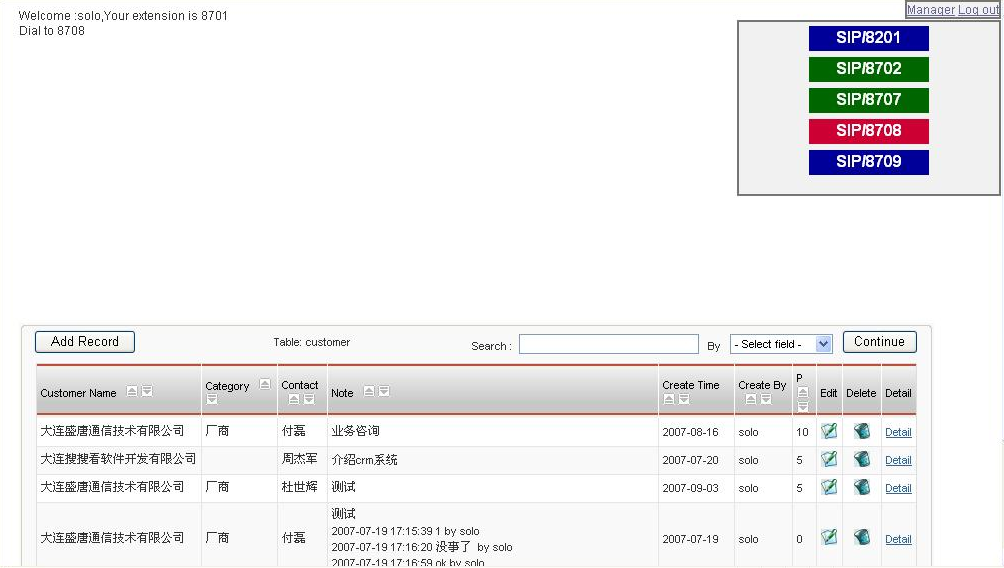 Welcome :solo,Your extension is 8701
Dial to 8708
Manager Log out
SIP/8201
SIP/8702
SIP/8707
SIP/8708
SIP/8709
Add Record Table: customer Search : By - Select field - Continue
Customer Name Category Contact Note Create Time Create By P Edit Delete Detail
大连盛唐通信技术有限公司 厂商 付磊 业务咨询 2007-08-16 solo 10 Detail
大连搜搜看软件开发有限公司 周杰军 介绍crm系统 2007-07-20 solo 5 Detail
大连盛唐通信技术有限公司 厂商 杜世辉 测试 2007-09-03 solo 5 Detail
测试
2007-07-19 17:15:39 1 by solo
大连盛唐通信技术有限公司 厂商 付磊 2007-07-19 solo 0 Detail
2007-07-19 17:16:20 没事了 by solo
2007-07-19 17:16:59 ok by solo